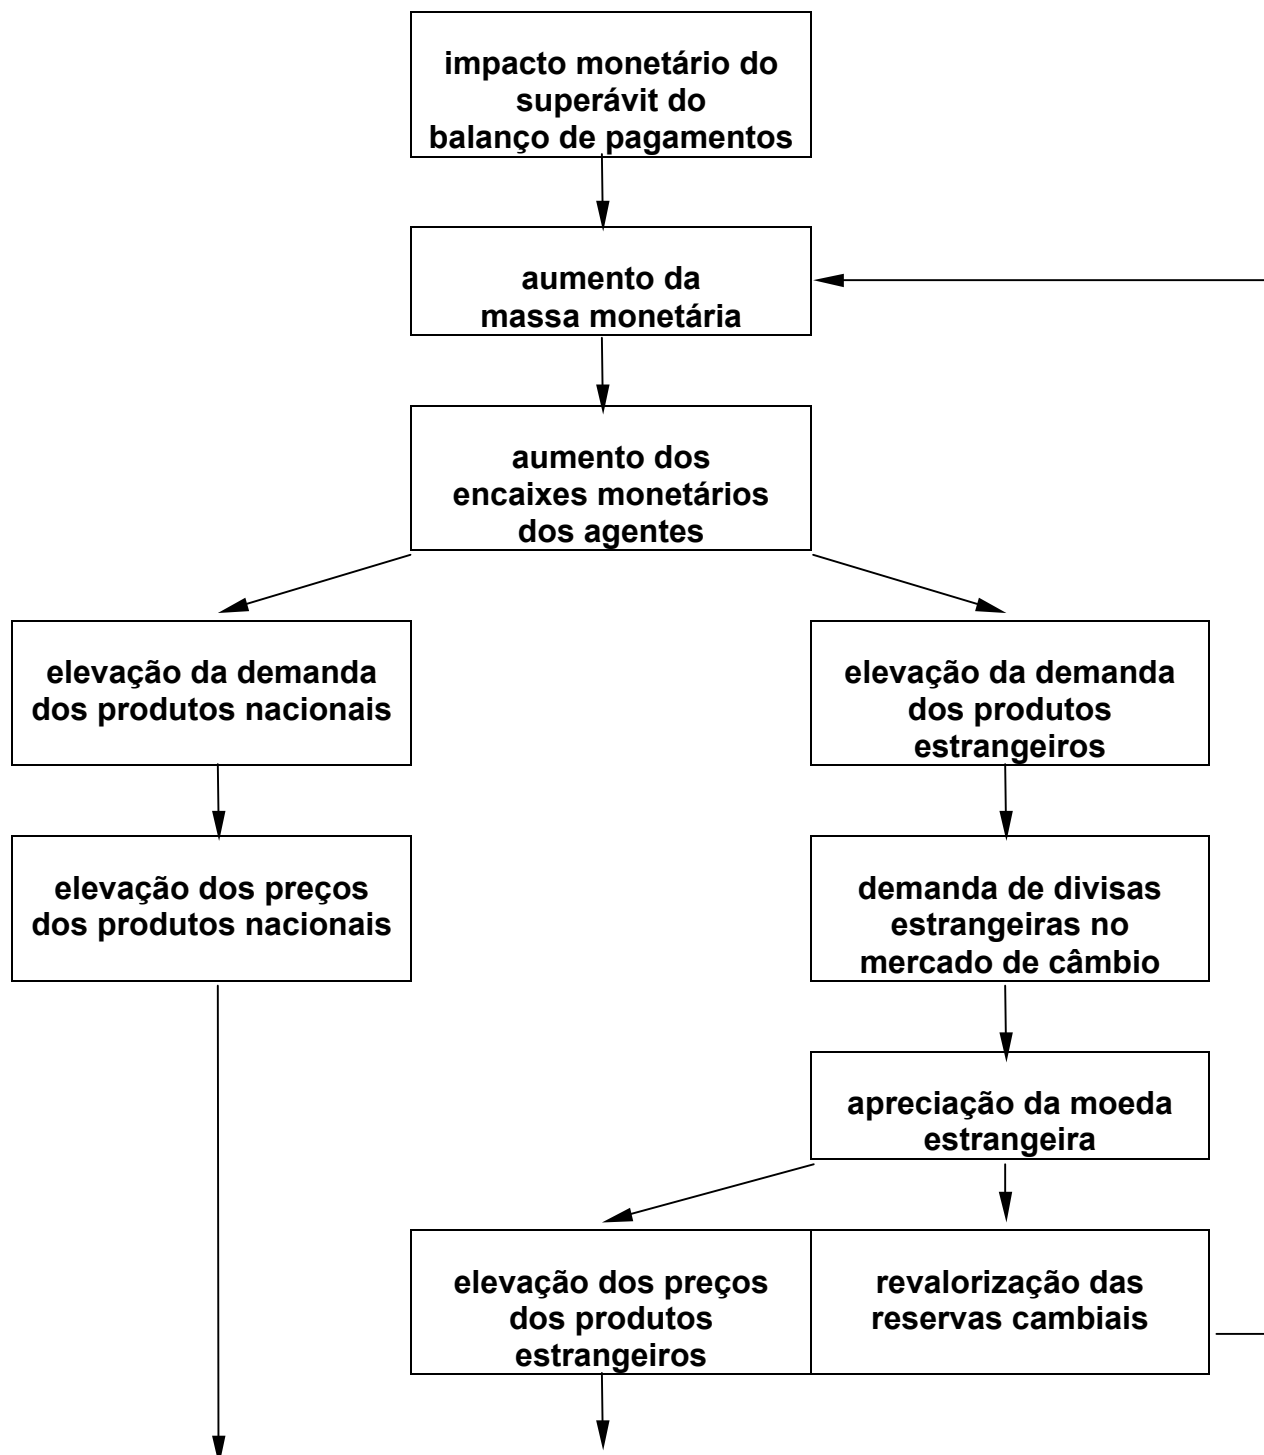 impacto monetário do
superávit do
balanço de pagamentos
aumento da
massa monetária
aumento dos
encaixes monetários
dos agentes
elevação da demanda
dos produtos nacionais
elevação da demanda
dos produtos
estrangeiros
elevação dos preços
dos produtos nacionais
demanda de divisas
estrangeiras no
mercado de câmbio
apreciação da moeda
estrangeira
elevação dos preços
dos produtos
estrangeiros
revalorização das
reservas cambiais